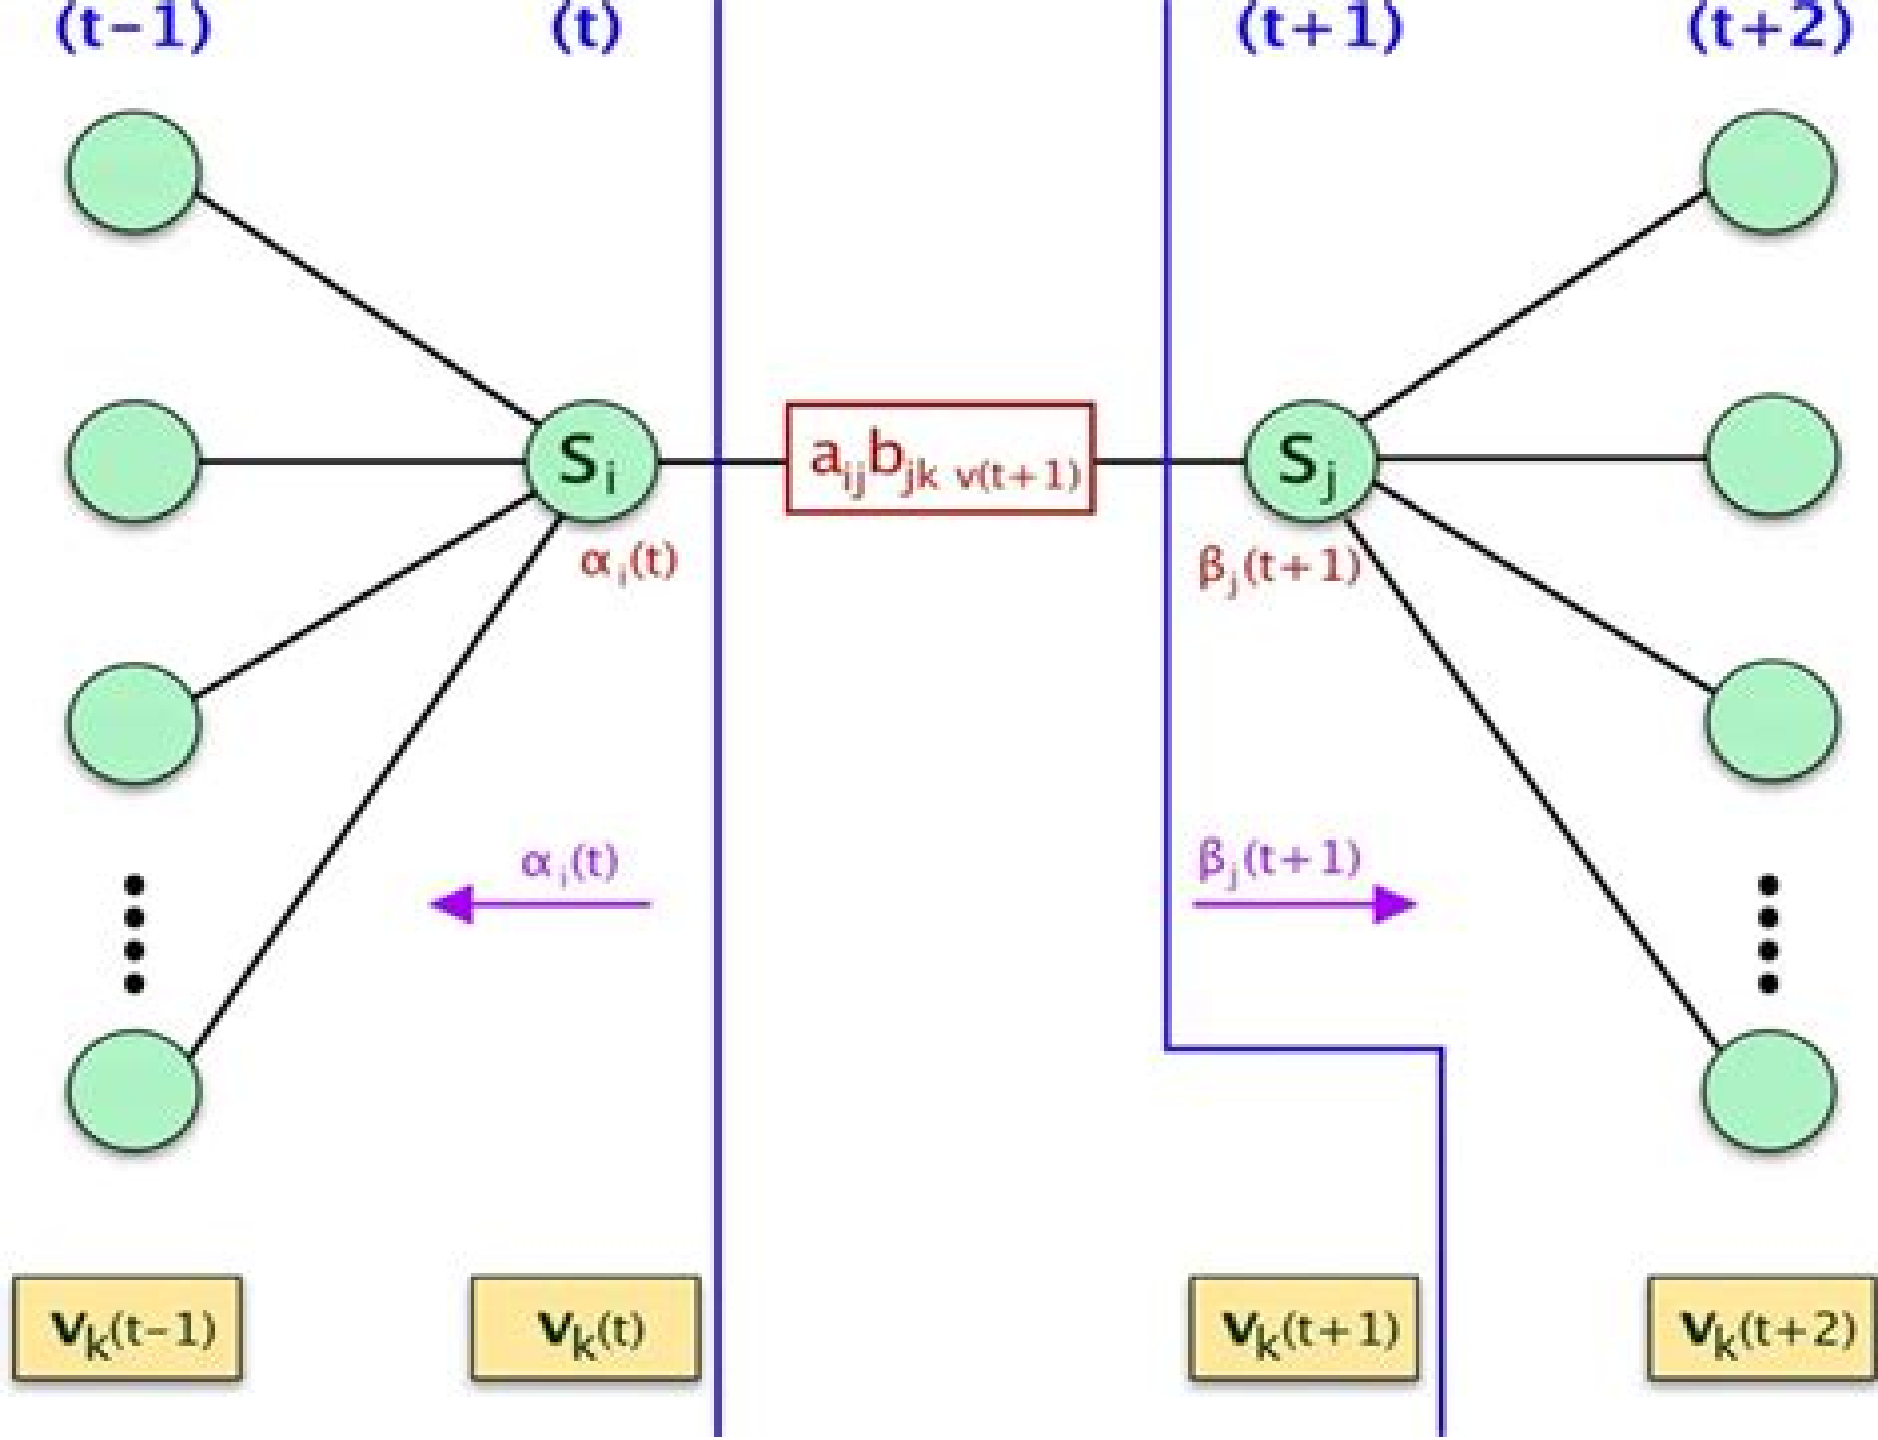 (t-1) (t) (t+1) (t+2)
Si aijbjk v(t+1) Sj
αi(t) βj(t+1)
αi(t) βj(t+1)
vk(t-1) vk(t) vk(t+1) vk(t+2)